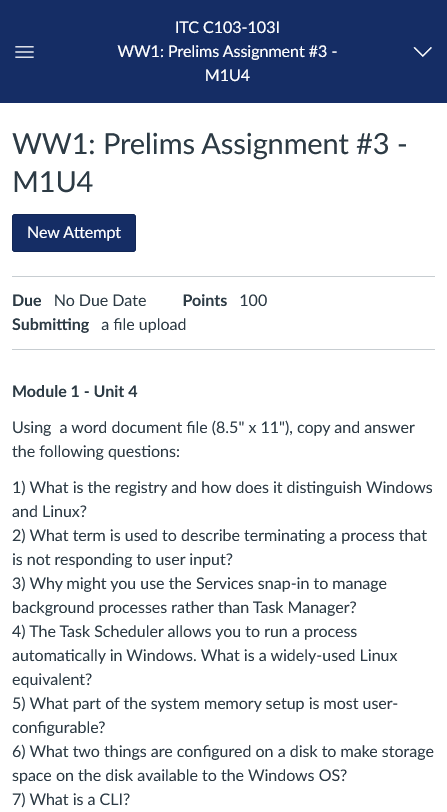 ITC C103-103I
WW1: Prelims Assignment #3 -
M1U4
WW1: Prelims Assignment #3 -
M1U4
New Attempt
Due No Due Date Points 100
Submitting a file upload
Module 1 - Unit 4
Using a word document file (8.5" x 11"), copy and answer
the following questions:
1) What is the registry and how does it distinguish Windows
and Linux?
2) What term is used to describe terminating a process that
is not responding to user input?
3) Why might you use the Services snap-in to manage
background processes rather than Task Manager?
4) The Task Scheduler allows you to run a process
automatically in Windows. What is a widely-used Linux
equivalent?
5) What part of the system memory setup is most user-
configurable?
6) What two things are configured on a disk to make storage
space on the disk available to the Windows OS?
7) What is a CLI?